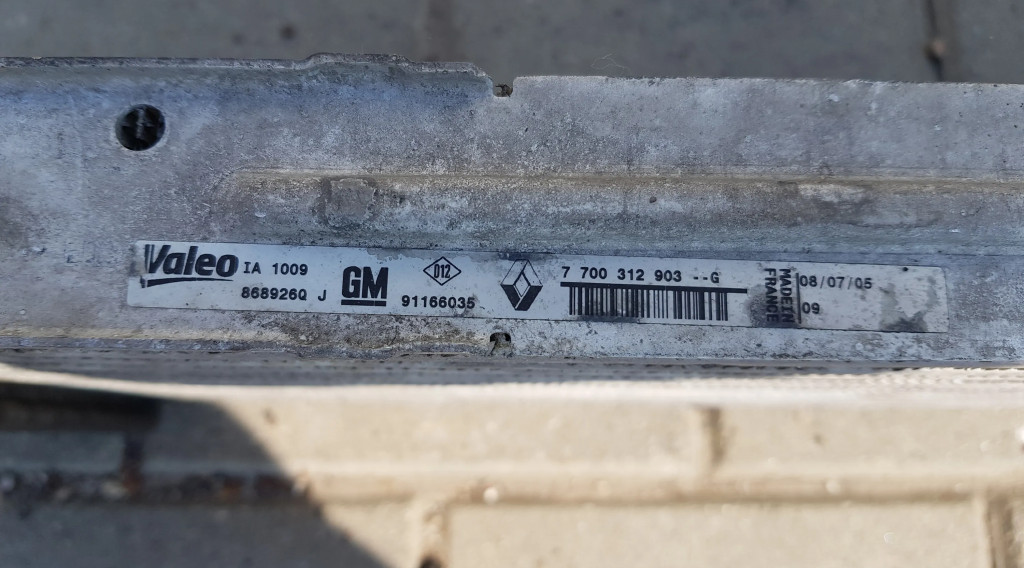 Valeo IA 1009
868926Q J
GM
012
91166035
7 700 312 903 --G
MADE IN
FRANCE
08/07/05
09